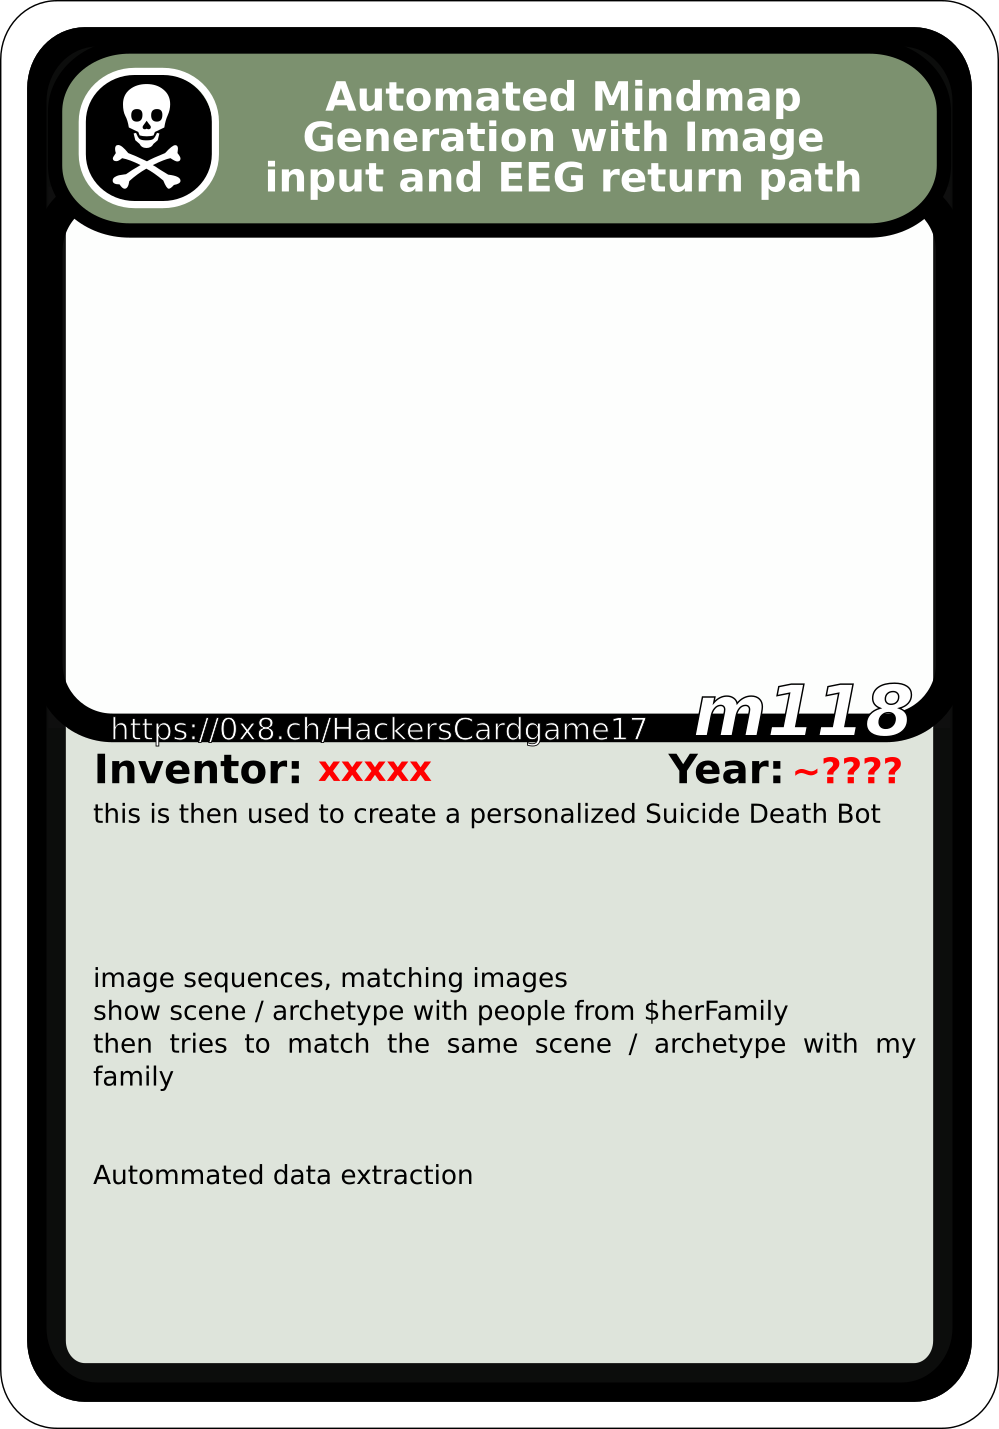 Automated Mindmap
Generation with Image
input and EEG return path
m118
https://0x8.ch/HackersCardgame17
Inventor: xxxxx Year: ~????
this is then used to create a personalized Suicide Death Bot
image sequences, matching images
show scene / archetype with people from $herFamily
then tries to match the same scene / archetype with my
family
Autommated data extraction